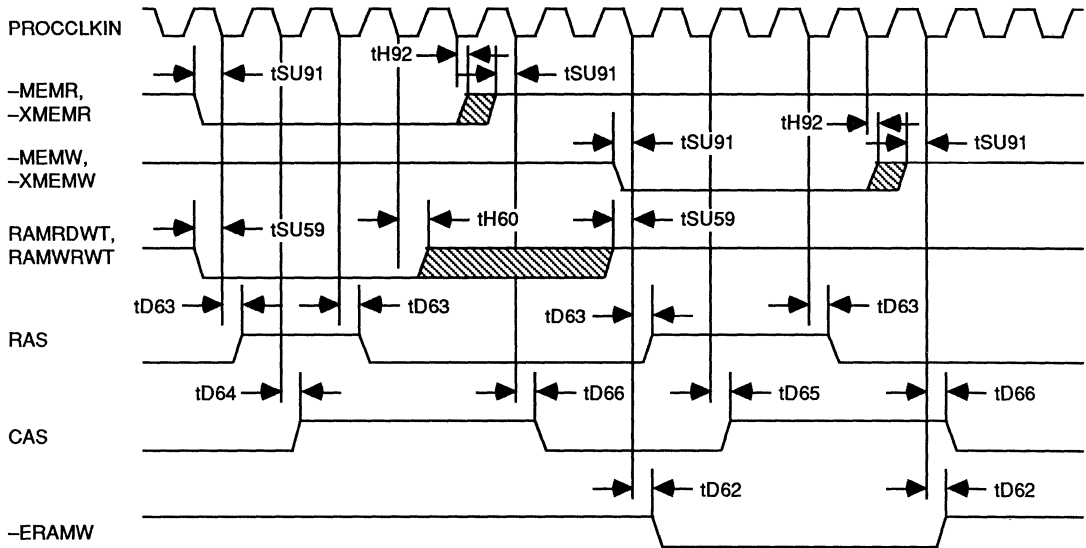 PROCCLKIN
tH92
tSU91
tSU91
–MEMR,
–XMEMR
tH92
tSU91
tSU91
–MEMW,
–XMEMW
tH60
tSU59
tSU59
RAMRDWT,
RAMWRWT
tD63
tD63
tD63
tD63
RAS
tD64
tD66
tD65
tD66
CAS
tD62
tD62
–ERAMW